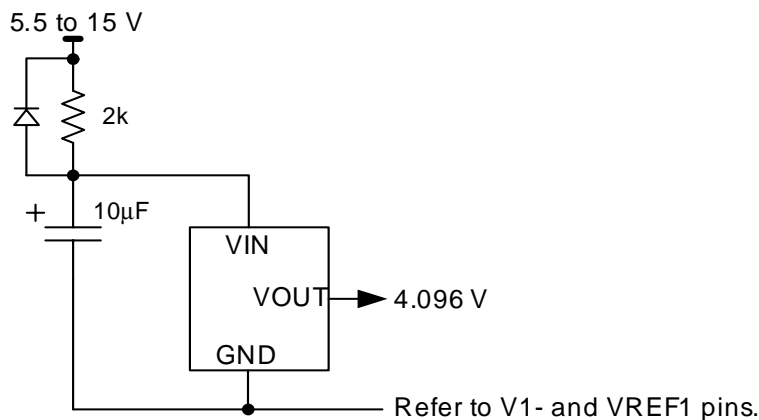 5.5 to 15 V
2k
+
10μF
VIN
VOUT
4.096 V
GND
Refer to V1- and VREF1 pins.